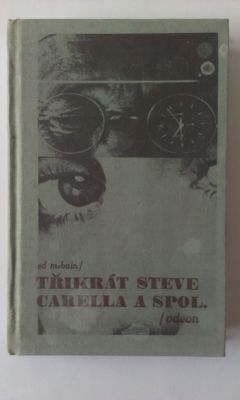 ed mcbain/
TŘIKRÁT STEVE
CARELLA A SPOL.
/odeon